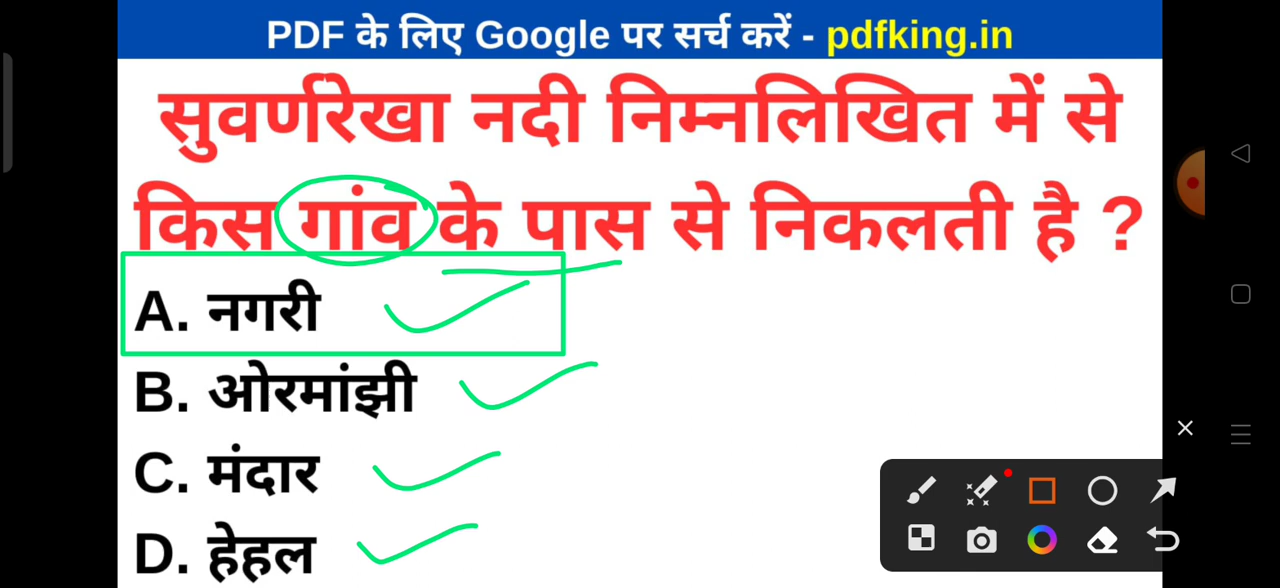 PDF के लिए Google पर सर्च करें - pdfking.in
सुवर्णरेखा नदी निम्नलिखित में से
किस गांव के पास से निकलती है ?
A. नगरी
B. ओरमांझी
C. मंदार
D. हेहल